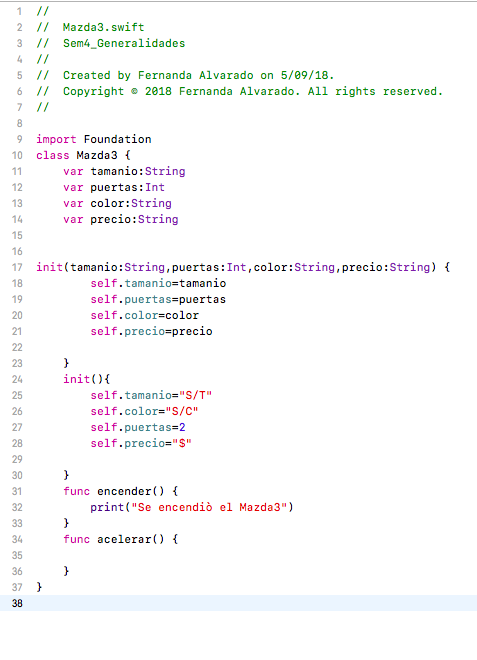 1 //
2 //  Mazda3.swift
3 //  Sem4_Generalidades
4 //
5 //  Created by Fernanda Alvarado on 5/09/18.
6 //  Copyright © 2018 Fernanda Alvarado. All rights reserved.
7 //
8
9 import Foundation
10 class Mazda3 {
11     var tamanio:String
12     var puertas:Int
13     var color:String
14     var precio:String
15
16
17 init(tamanio:String,puertas:Int,color:String,precio:String) {
18         self.tamanio=tamanio
19         self.puertas=puertas
20         self.color=color
21         self.precio=precio
22
23     }
24     init(){
25         self.tamanio="S/T"
26         self.color="S/C"
27         self.puertas=2
28         self.precio="$"
29
30     }
31     func encender() {
32         print("Se encendiò el Mazda3")
33     }
34     func acelerar() {
35
36     }
37 }
38